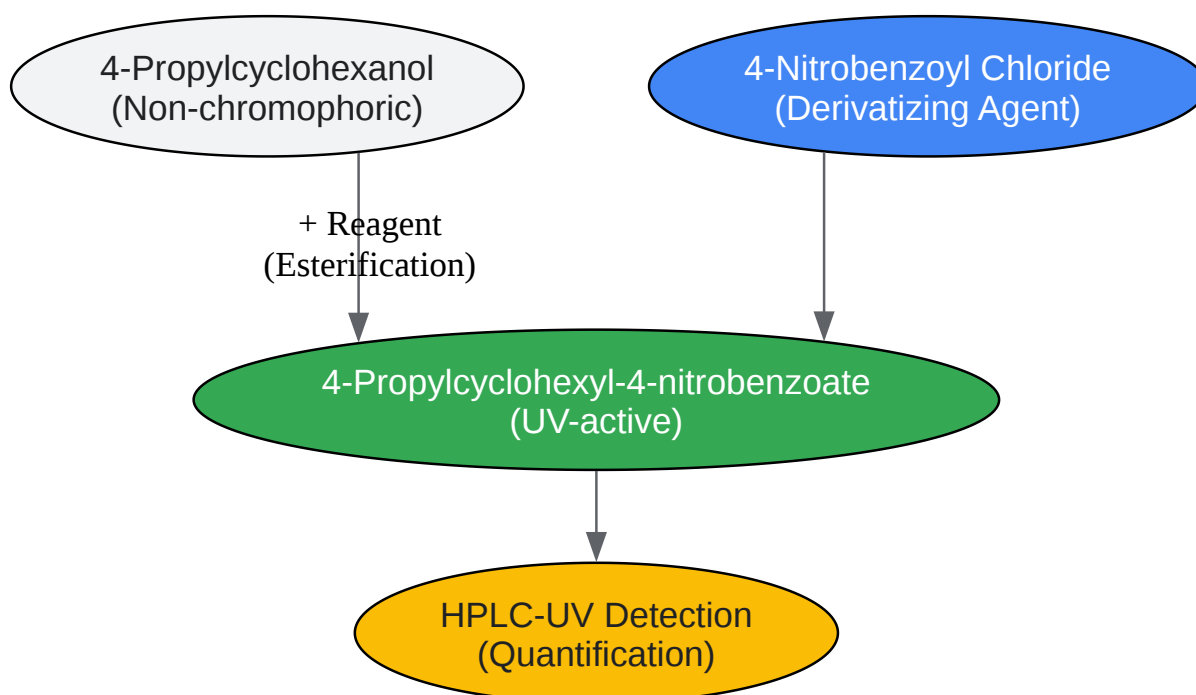 4-Propylcyclohexanol
(Non-chromophoric)
4-Nitrobenzoyl Chloride
(Derivatizing Agent)
+ Reagent
(Esterification)
4-Propylcyclohexyl-4-nitrobenzoate
(UV-active)
HPLC-UV Detection
(Quantification)